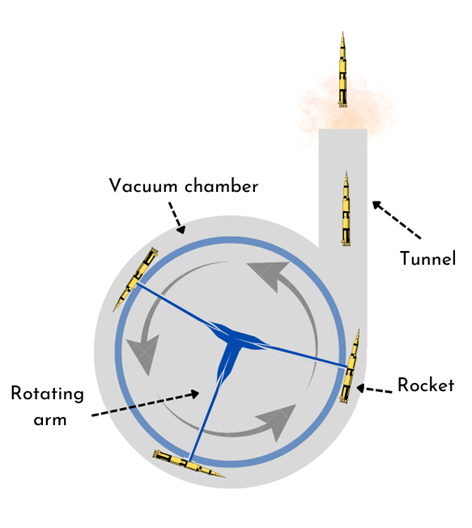 Vacuum chamber
Tunnel
Rocket
Rotating
arm